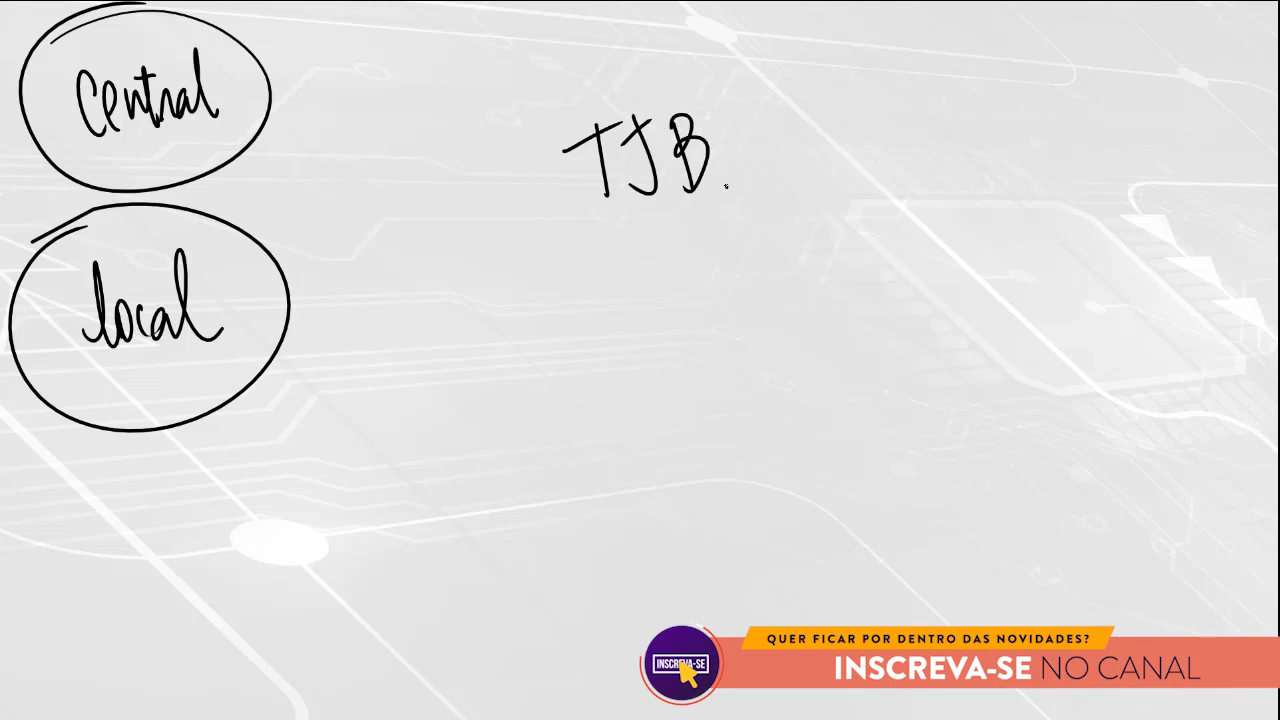 central
TJB.
local
QUER FICAR POR DENTRO DAS NOVIDADES?
INSCREVA-SE
INSCREVA-SE NO CANAL